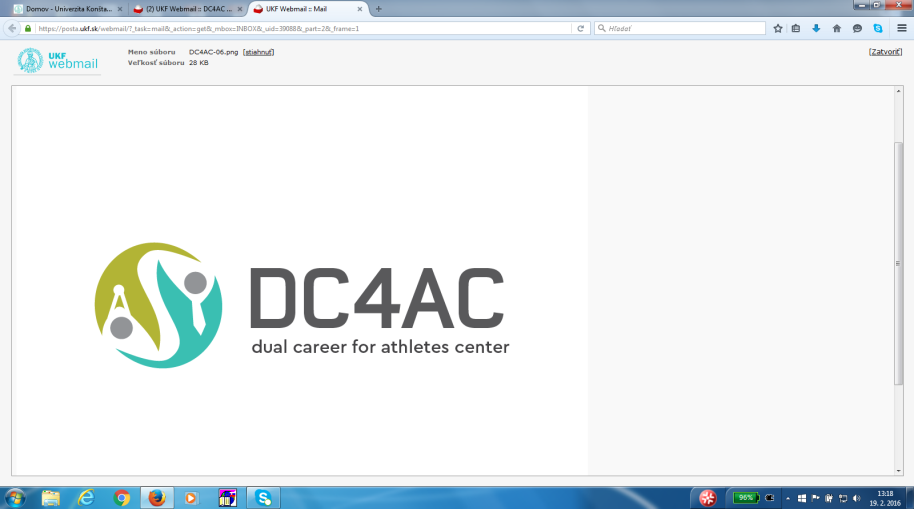 Domov - Univerzita Konšta...
(2) UKF Webmail :: DC4AC ...
UKF Webmail :: Mail
https://posta.ukf.sk/webmail/?_task=mail&_action=get&_mbox=INBOX&_uid=39088&_part=2&_frame=1
Hľadať
UKF
webmail
Meno súboru DC4AC-06.png [stiahnuť]
Veľkosť súboru 28 KB
[Zatvoriť]
DC4AC
dual career for athletes center
96%
13:18
19. 2. 2016